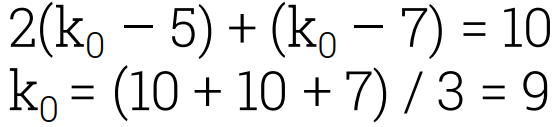 2(k₀ − 5) + (k₀ − 7) = 10
k₀ = (10 + 10 + 7) / 3 = 9